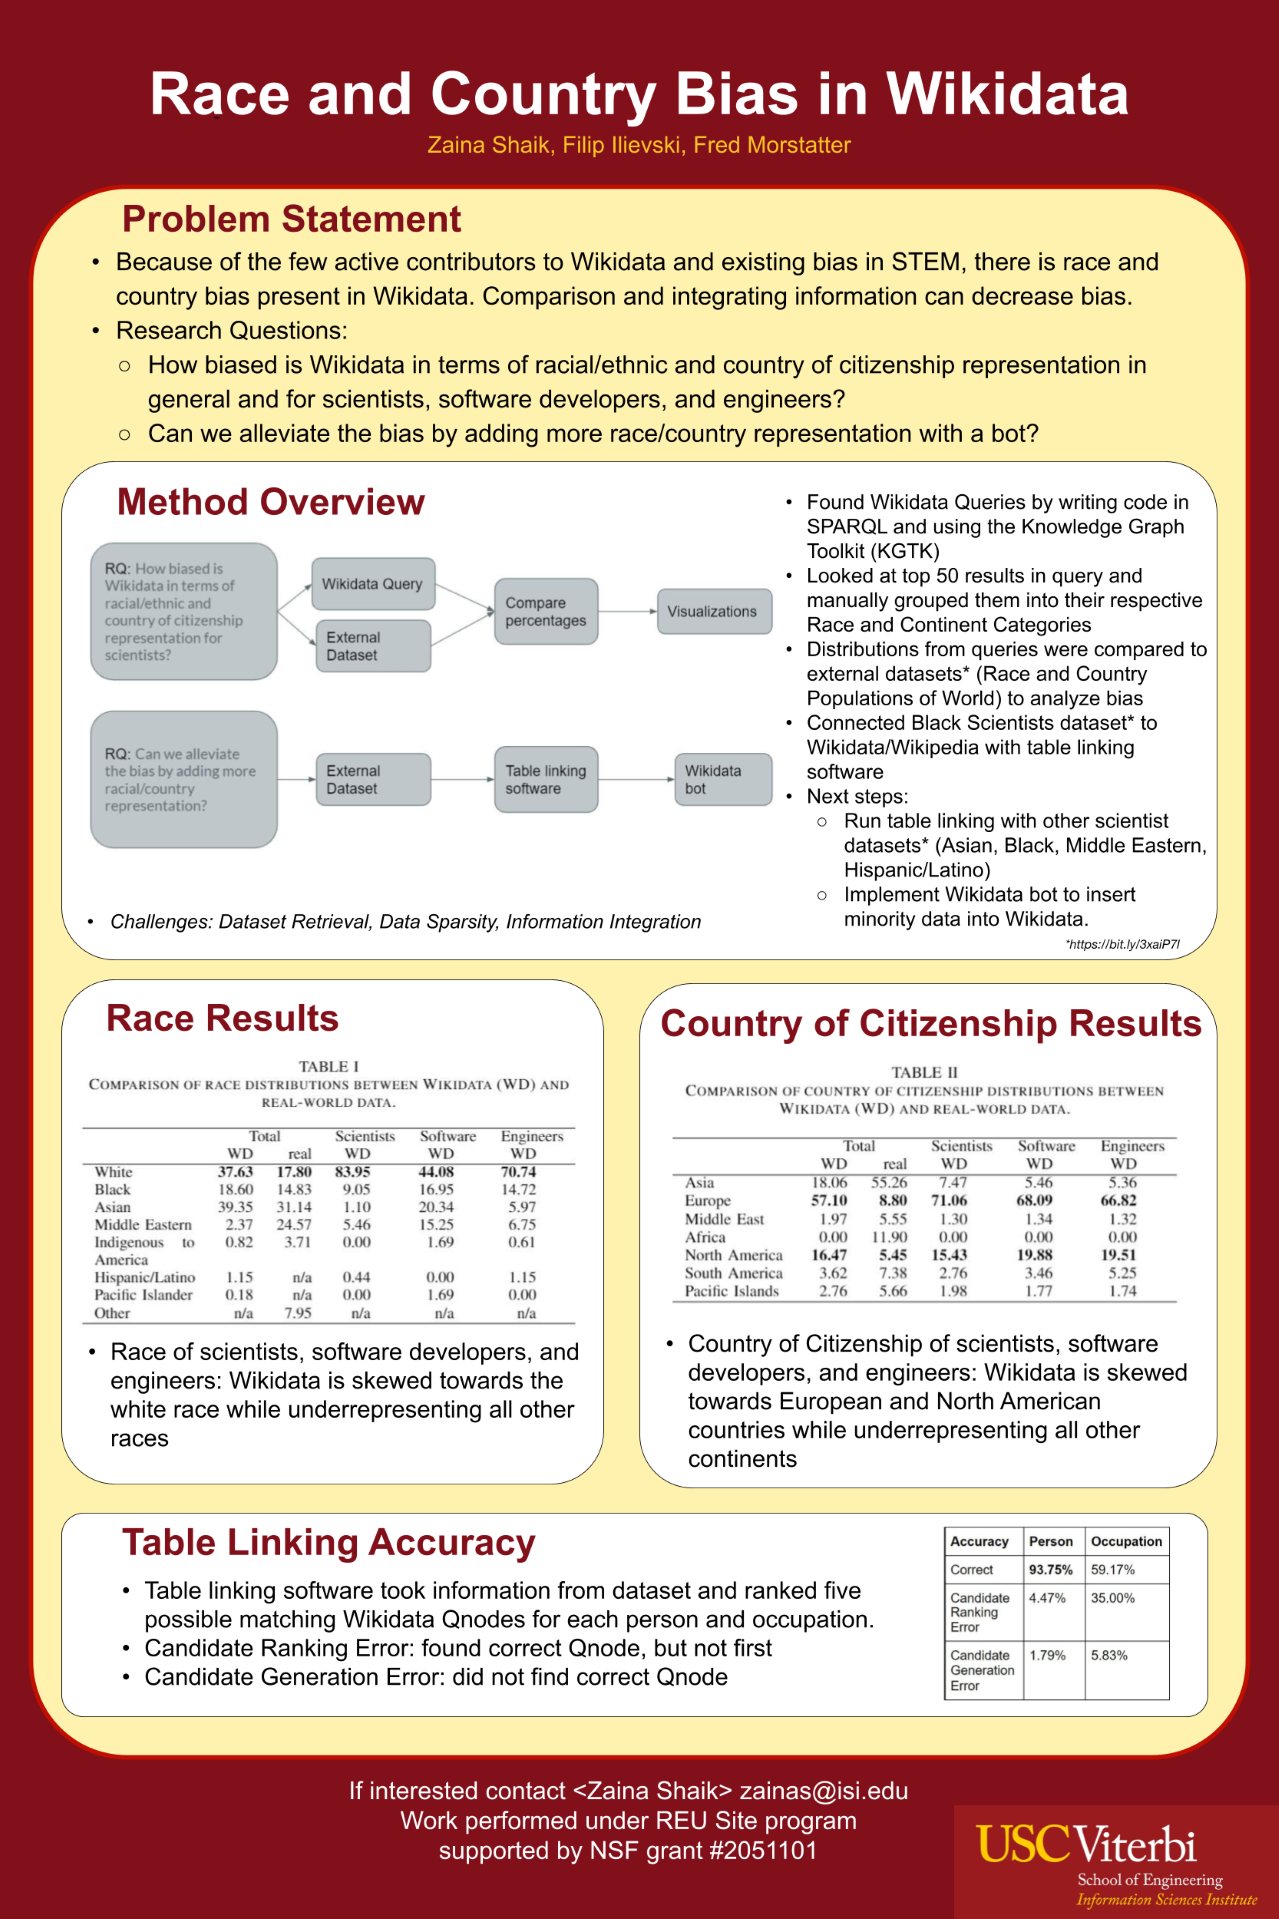 Race and Country Bias in Wikidata
Zaina Shaik, Filip Ilievski, Fred Morstatter
Problem Statement
• Because of the few active contributors to Wikidata and existing bias in STEM, there is race and
country bias present in Wikidata. Comparison and integrating information can decrease bias.
• Research Questions:
○ How biased is Wikidata in terms of racial/ethnic and country of citizenship representation in
general and for scientists, software developers, and engineers?
○ Can we alleviate the bias by adding more race/country representation with a bot?
Method Overview
RQ: How biased is
Wikidata in terms of
racial/ethnic and
country of citizenship
representation for
scientists?
Wikidata Query
External
Dataset
Compare
percentages
Visualizations
RQ: Can we alleviate
the bias by adding more
racial/country
representation?
External
Dataset
Table linking
software
Wikidata
bot
• Challenges: Dataset Retrieval, Data Sparsity, Information Integration
• Found Wikidata Queries by writing code in
SPARQL and using the Knowledge Graph
Toolkit (KGTK)
• Looked at top 50 results in query and
manually grouped them into their respective
Race and Continent Categories
• Distributions from queries were compared to
external datasets* (Race and Country
Populations of World) to analyze bias
• Connected Black Scientists dataset* to
Wikidata/Wikipedia with table linking
software
• Next steps:
○ Run table linking with other scientist
datasets* (Asian, Black, Middle Eastern,
Hispanic/Latino)
○ Implement Wikidata bot to insert
minority data into Wikidata.
*https://bit.ly/3xaiP7l
Race Results
TABLE I
COMPARISON OF RACE DISTRIBUTIONS BETWEEN WIKIDATA (WD) AND
REAL-WORLD DATA.
Total Scientists Software Engineers
WD real WD WD WD
White 37.63 17.80 83.95 44.08 70.74
Black 18.60 14.83 9.05 16.95 14.72
Asian 39.35 31.14 1.10 20.34 5.97
Middle Eastern 2.37 24.57 5.46 15.25 6.75
Indigenous to 0.82 3.71 0.00 1.69 0.61
America
Hispanic/Latino 1.15 n/a 0.44 0.00 1.15
Pacific Islander 0.18 n/a 0.00 1.69 0.00
Other n/a 7.95 n/a n/a n/a
• Race of scientists, software developers, and
engineers: Wikidata is skewed towards the
white race while underrepresenting all other
races
Country of Citizenship Results
TABLE II
COMPARISON OF COUNTRY OF CITIZENSHIP DISTRIBUTIONS BETWEEN
WIKIDATA (WD) AND REAL-WORLD DATA.
Total Scientists Software Engineers
WD real WD WD WD
Asia 18.06 55.26 7.47 5.46 5.36
Europe 57.10 8.80 71.06 68.09 66.82
Middle East 1.97 5.55 1.30 1.34 1.32
Africa 0.00 11.90 0.00 0.00 0.00
North America 16.47 5.45 15.43 19.88 19.51
South America 3.62 7.38 2.76 3.46 5.25
Pacific Islands 2.76 5.66 1.98 1.77 1.74
• Country of Citizenship of scientists, software
developers, and engineers: Wikidata is skewed
towards European and North American
countries while underrepresenting all other
continents
Table Linking Accuracy
• Table linking software took information from dataset and ranked five
possible matching Wikidata Qnodes for each person and occupation.
• Candidate Ranking Error: found correct Qnode, but not first
• Candidate Generation Error: did not find correct Qnode
Accuracy Person Occupation
Correct 93.75% 59.17%
Candidate 4.47% 35.00%
Ranking
Error
Candidate 1.79% 5.83%
Generation
Error
If interested contact <Zaina Shaik> zainas@isi.edu
Work performed under REU Site program
supported by NSF grant #2051101
USC Viterbi
School of Engineering
Information Sciences Institute